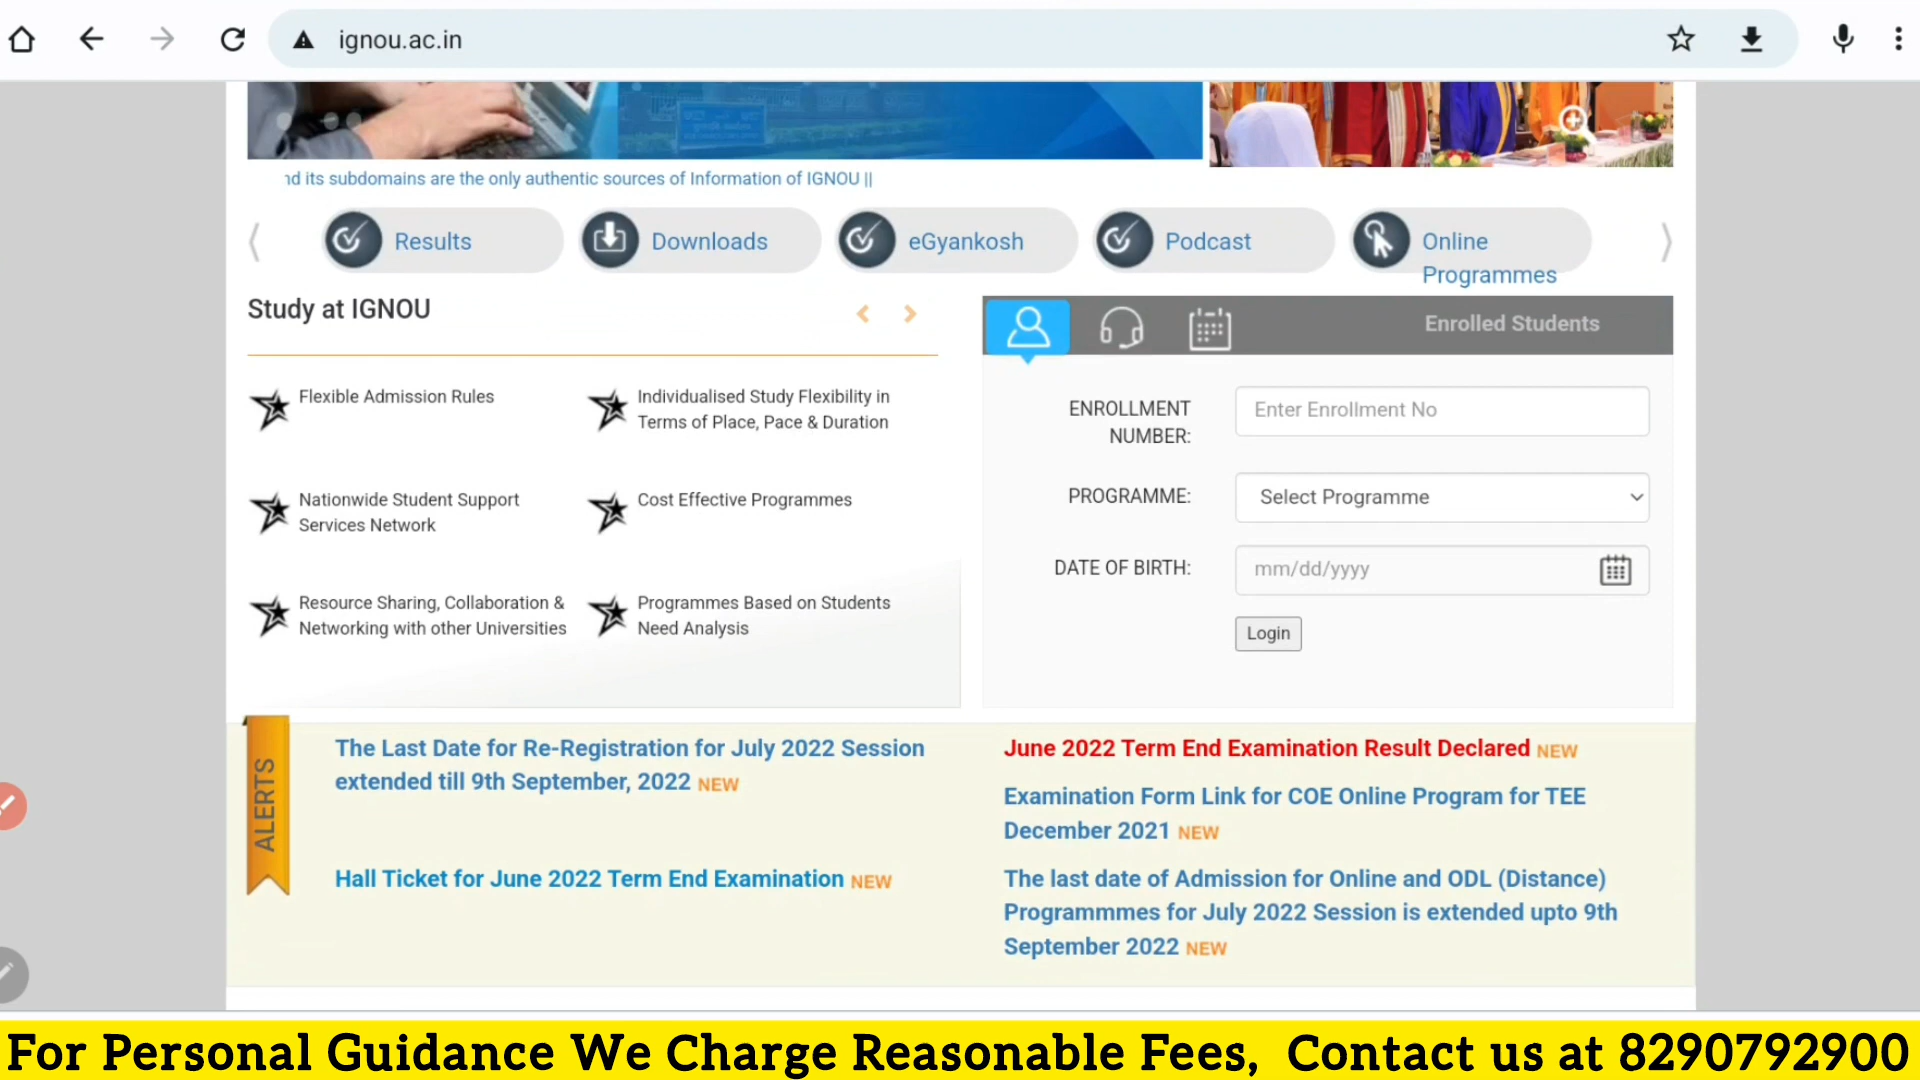 ignou.ac.in
nd its subdomains are the only authentic sources of Information of IGNOU ||
Results
Downloads
eGyankosh
Podcast
Online
Programmes
Study at IGNOU
Flexible Admission Rules
Individualised Study Flexibility in
Terms of Place, Pace & Duration
Nationwide Student Support
Services Network
Cost Effective Programmes
Resource Sharing, Collaboration &
Networking with other Universities
Programmes Based on Students
Need Analysis
Enrolled Students
ENROLLMENT
NUMBER:
Enter Enrollment No
PROGRAMME:
Select Programme
DATE OF BIRTH:
mm/dd/yyyy
Login
ALERTS
The Last Date for Re-Registration for July 2022 Session
extended till 9th September, 2022 NEW
Hall Ticket for June 2022 Term End Examination NEW
June 2022 Term End Examination Result Declared NEW
Examination Form Link for COE Online Program for TEE
December 2021 NEW
The last date of Admission for Online and ODL (Distance)
Programmmes for July 2022 Session is extended upto 9th
September 2022 NEW
For Personal Guidance We Charge Reasonable Fees, Contact us at 8290792900